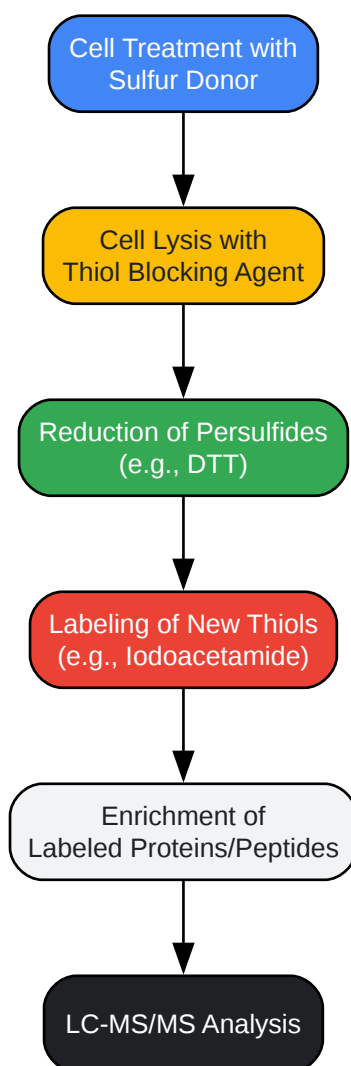 Cell Treatment with
Sulfur Donor
Cell Lysis with
Thiol Blocking Agent
Reduction of Persulfides
(e.g., DTT)
Labeling of New Thiols
(e.g., Iodoacetamide)
Enrichment of
Labeled Proteins/Peptides
LC-MS/MS Analysis